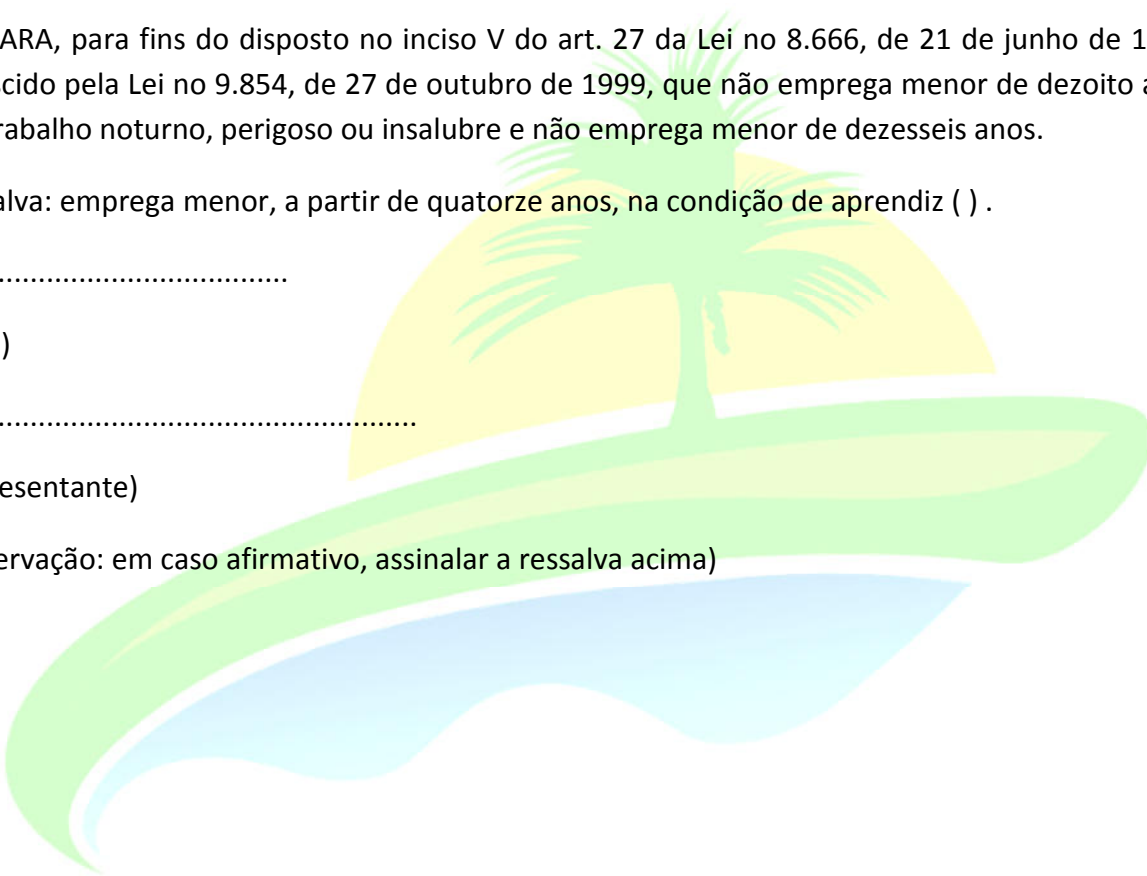 ARA, para fins do disposto no inciso V do art. 27 da Lei no 8.666, de 21 de junho de 1
cido pela Lei no 9.854, de 27 de outubro de 1999, que não emprega menor de dezoito a
rabalho noturno, perigoso ou insalubre e não emprega menor de dezesseis anos.
alva: emprega menor, a partir de quatorze anos, na condição de aprendiz ( ) .
.....................................
)
.....................................................
esentante)
ervação: em caso afirmativo, assinalar a ressalva acima)